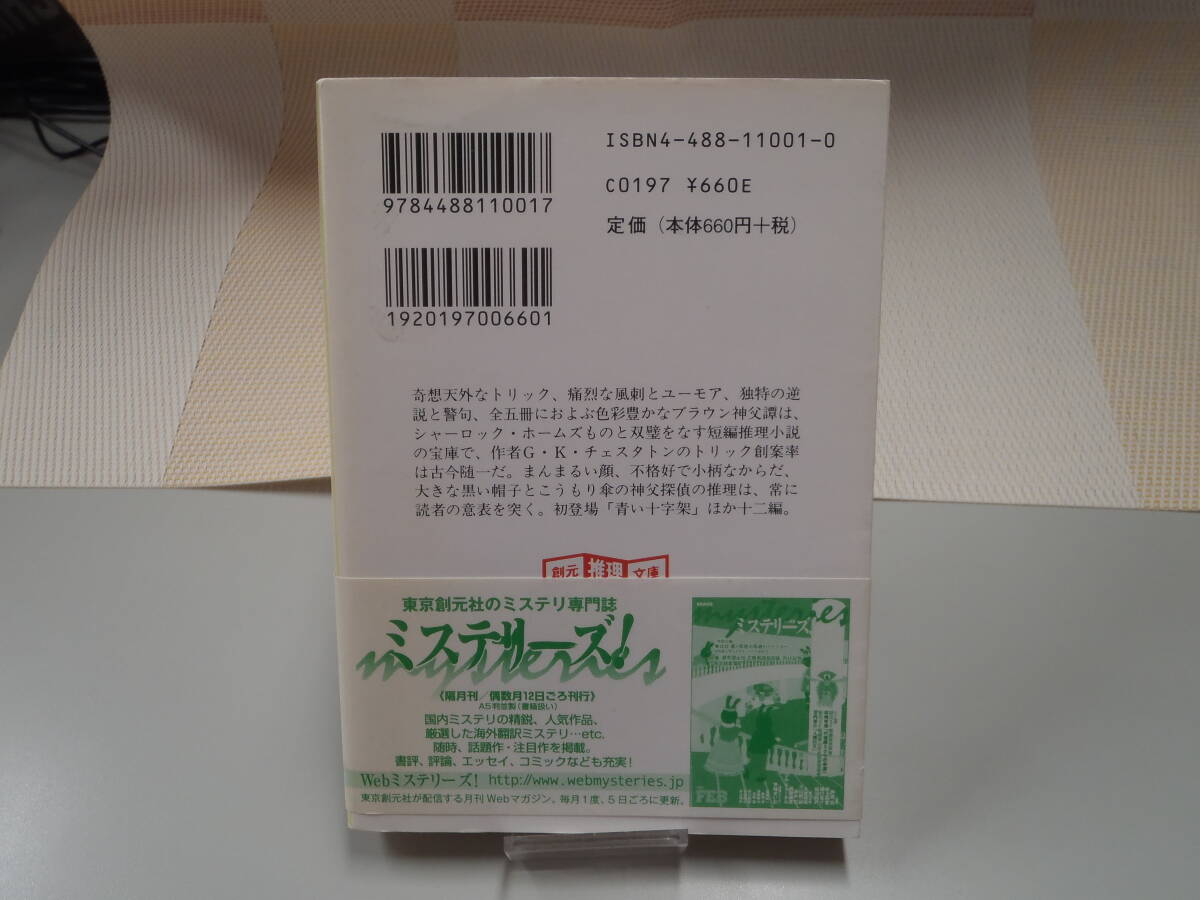 ISBN4-488-11001-0
C0197 ¥660E
定価（本体660円＋税）
9784488110017
1920197006601
奇想天外なトリック、痛烈な風刺とユーモア、独特の逆
説と警句、全五冊におよぶ色彩豊かなブラウン神父譚は、
シャーロック・ホームズものと双璧をなす短編推理小説
の宝庫で、作者G・K・チェスタトンのトリック創案率
は古今随一だ。まんまるい顔、不格好で小柄なからだ、
大きな黒い帽子とこうもり傘の神父探偵の推理は、常に
読者の意表を突く。初登場「青い十字架」ほか十二編。
創元 推理 文庫
東京創元社のミステリ専門誌
ミステリーズ！
mysteries
《隔月刊／偶数月12日ごろ刊行》
A5判並製（書籍扱い）
国内ミステリの精鋭、人気作品、
厳選した海外翻訳ミステリ…etc.
随時、話題作・注目作を掲載。
書評、評論、エッセイ、コミックなども充実！
Webミステリーズ！ http://www.webmysteries.jp
東京創元社が配信する月刊Webマガジン。毎月1度、5日ごろに更新。
mysteries
ミステリーズ
FEB